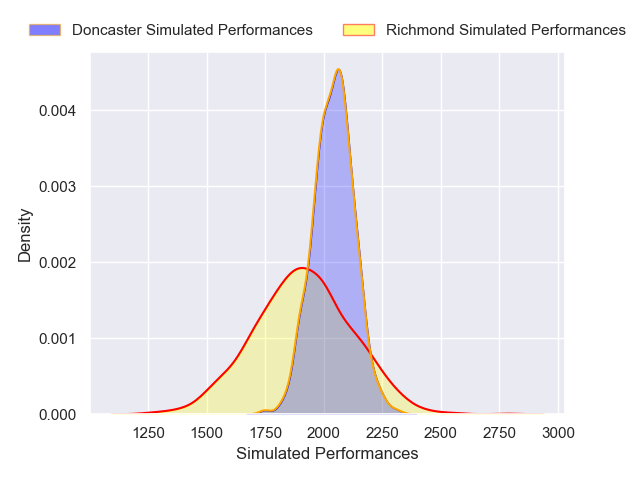 Doncaster Simulated Performances Richmond Simulated Performances
0.004
0.003
0.002
0.001
0.000
Density
1250 1500 1750 2000 2250 2500 2750 3000
Simulated Performances